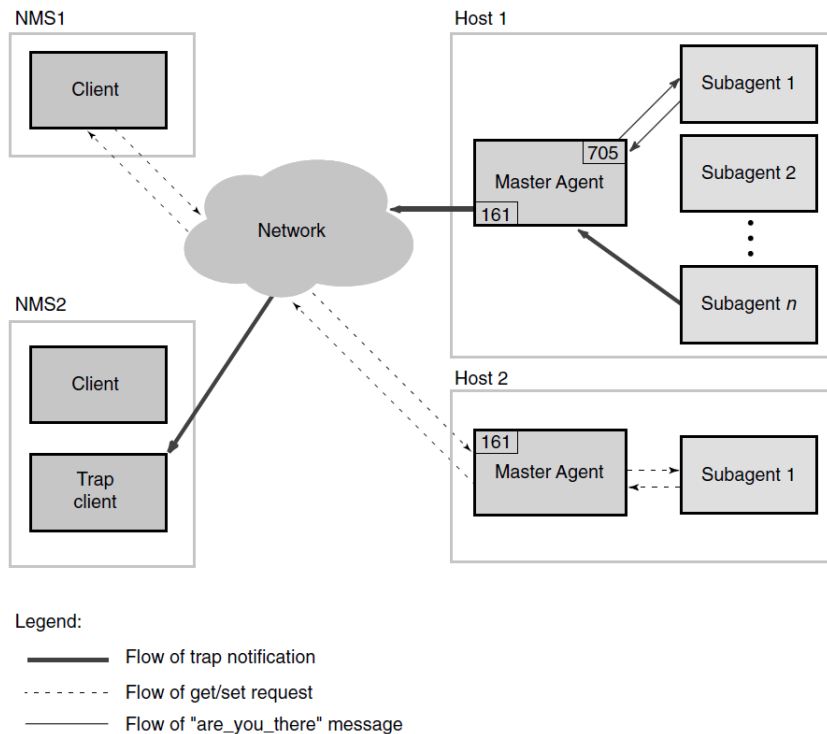 NMS1
Client
Network
NMS2
Client
Trap
client
Host 1
705
Master Agent
161
Subagent 1
Subagent 2
Subagent n
Host 2
161
Master Agent
Subagent 1
Legend:
Flow of trap notification
Flow of get/set request
Flow of "are_you_there" message